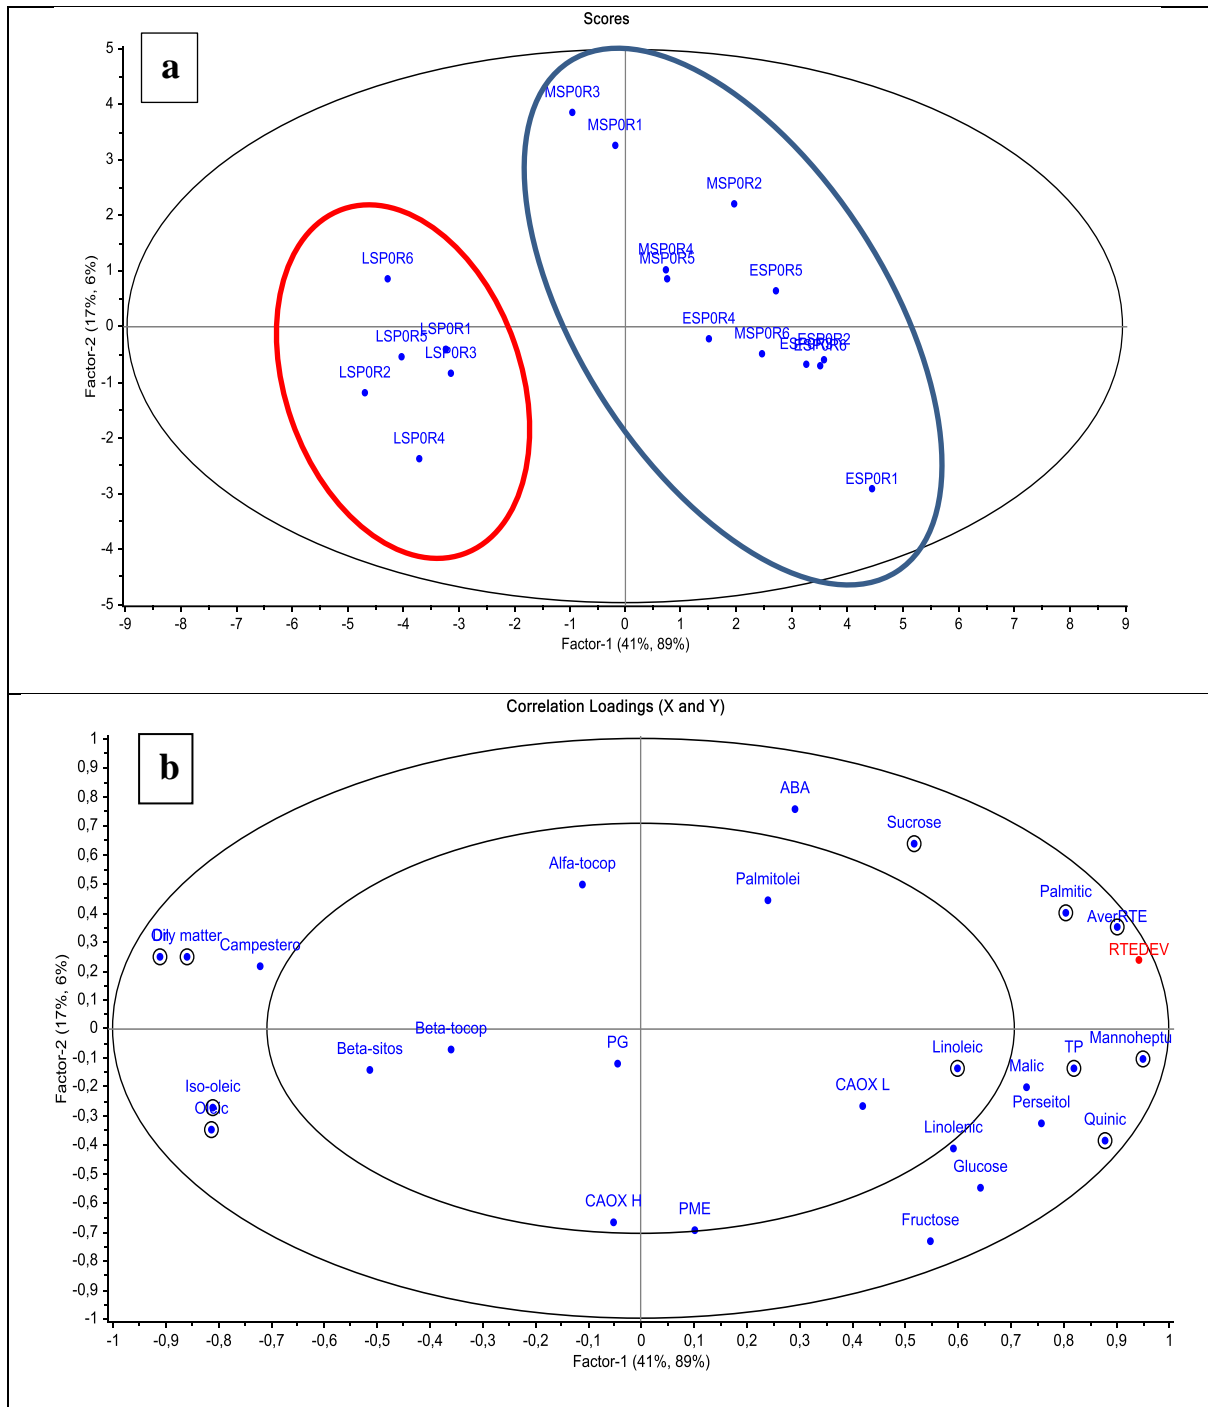 Scores
a
5
4
3
2
1
0
-1
-2
-3
-4
-5
Factor-2 (17%, 6%)
MSP0R3
MSP0R1
MSP0R2
MSP0R4
MSP0R5
ESP0R5
ESP0R4
MSP0R6
ESP0R2
ESP0R1
LSP0R6
LSP0R1
LSP0R5
LSP0R3
LSP0R2
LSP0R4
-9 -8 -7 -6 -5 -4 -3 -2 -1 0 1 2 3 4 5 6 7 8 9
Factor-1 (41%, 89%)
Correlation Loadings (X and Y)
b
1
0,9
0,8
0,7
0,6
0,5
0,4
0,3
0,2
0,1
0
-0,1
-0,2
-0,3
-0,4
-0,5
-0,6
-0,7
-0,8
-0,9
-1
Factor-2 (17%, 6%)
ABA
Sucrose
Alfa-tocop
Palmitolei
Palmitic
AverRTE
RTEDEV
Oil
Dry matter
Campestero
Beta-tocop
Beta-sitos
PG
Linoleic
TP
Mannoheptu
Malic
CAOX L
Perseitol
Quinic
Iso-oleic
Oleic
Linolenic
Glucose
CAOX H
PME
Fructose
-1 -0,9 -0,8 -0,7 -0,6 -0,5 -0,4 -0,3 -0,2 -0,1 0 0,1 0,2 0,3 0,4 0,5 0,6 0,7 0,8 0,9 1
Factor-1 (41%, 89%)